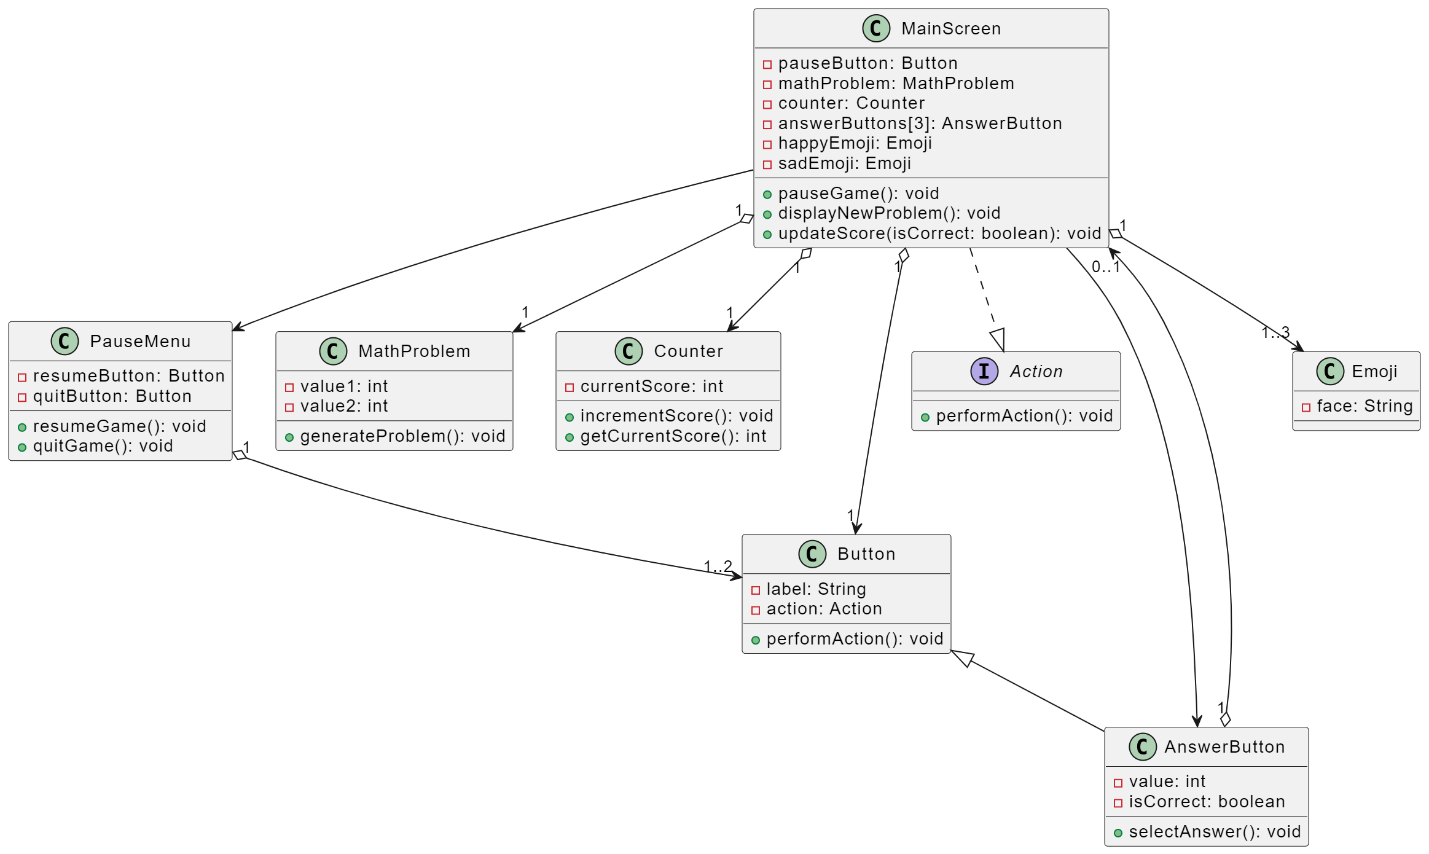 C MainScreen
pauseButton: Button
mathProblem: MathProblem
counter: Counter
answerButtons[3]: AnswerButton
happyEmoji: Emoji
sadEmoji: Emoji
pauseGame(): void
displayNewProblem(): void
updateScore(isCorrect: boolean): void
1
1
1
1
0..1
1
1
1..3
C PauseMenu
resumeButton: Button
quitButton: Button
resumeGame(): void
quitGame(): void
C MathProblem
value1: int
value2: int
generateProblem(): void
C Counter
currentScore: int
incrementScore(): void
getCurrentScore(): int
I Action
performAction(): void
C Emoji
face: String
1
1
1..2
C Button
label: String
action: Action
performAction(): void
1
C AnswerButton
value: int
isCorrect: boolean
selectAnswer(): void